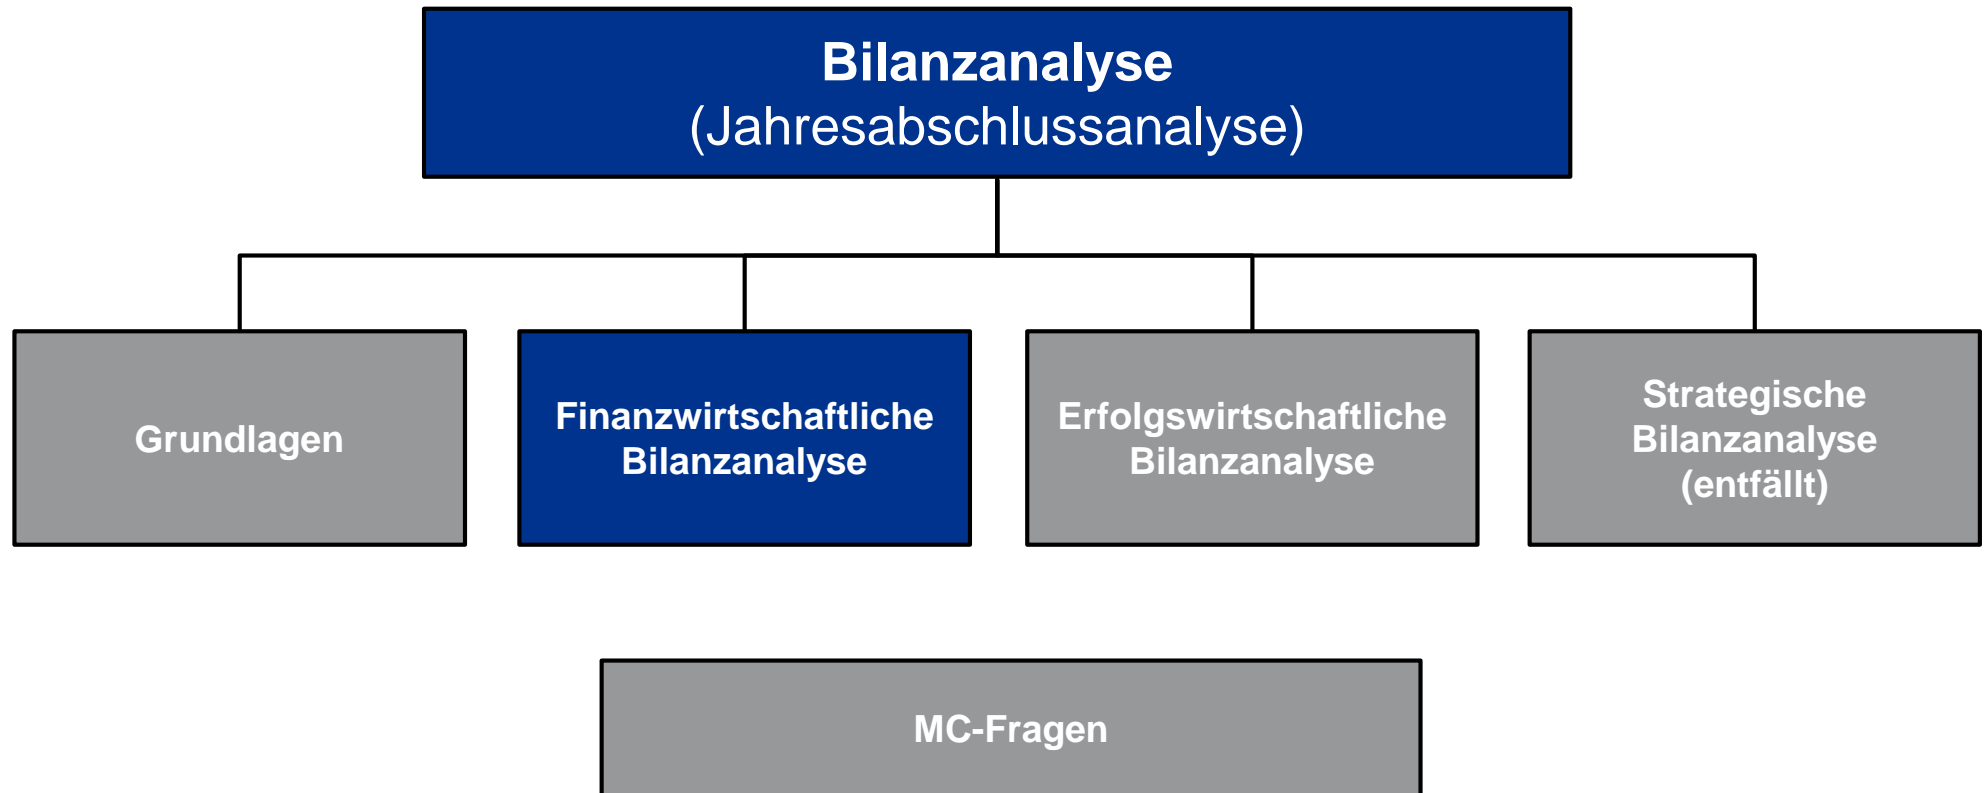 Bilanzanalyse
(Jahresabschlussanalyse)
Grundlagen
Finanzwirtschaftliche
Bilanzanalyse
Erfolgswirtschaftliche
Bilanzanalyse
Strategische
Bilanzanalyse
(entfällt)
MC-Fragen